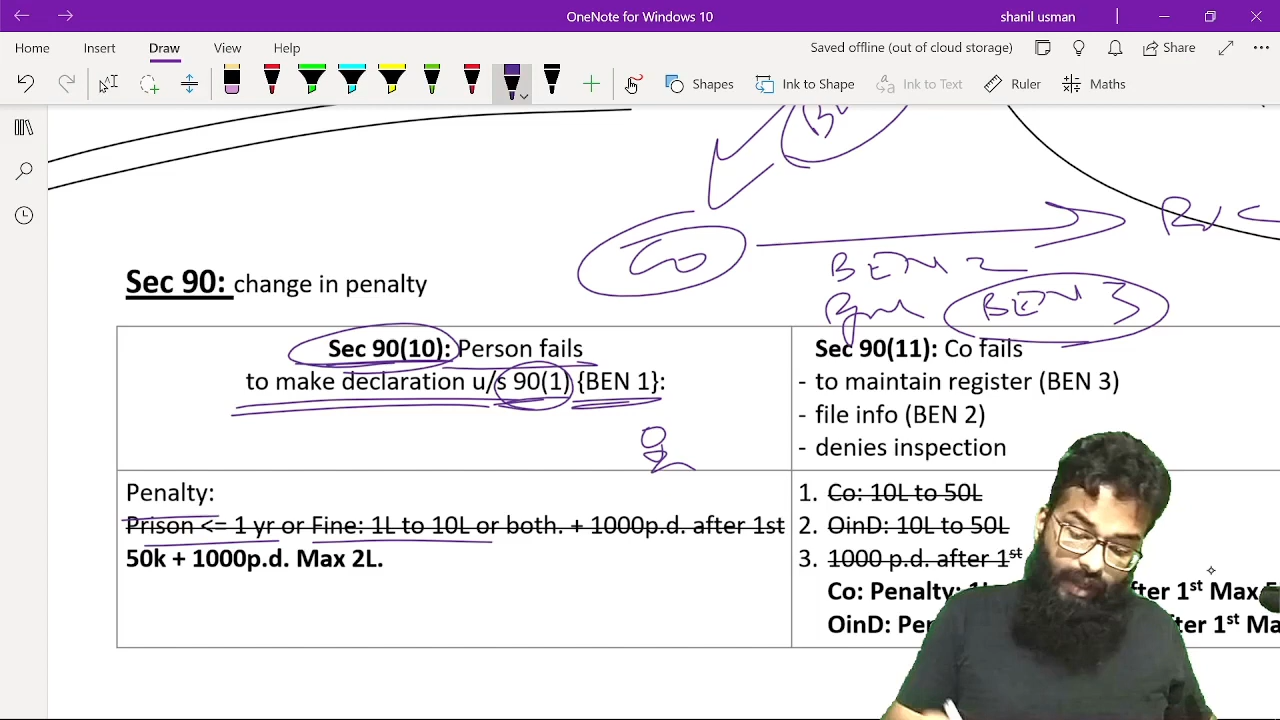 OneNote for Windows 10
shanil usman
Home Insert Draw View Help
Saved offline (out of cloud storage)
Share
Shapes
Ink to Shape
Ink to Text
Ruler
Maths
Co
BEN 2
BEN 3
Sec 90: change in penalty
Sec 90(10): Person fails
to make declaration u/s 90(1) {BEN 1}:
Sec 90(11): Co fails
- to maintain register (BEN 3)
- file info (BEN 2)
- denies inspection
Penalty:
Prison <= 1 yr or Fine: 1L to 10L or both. + 1000p.d. after 1st
50k + 1000p.d. Max 2L.
1. Co: 10L to 50L
2. OinD: 10L to 50L
3. 1000 p.d. after 1st
Co: Penalty: after 1st Max
OinD: 1st